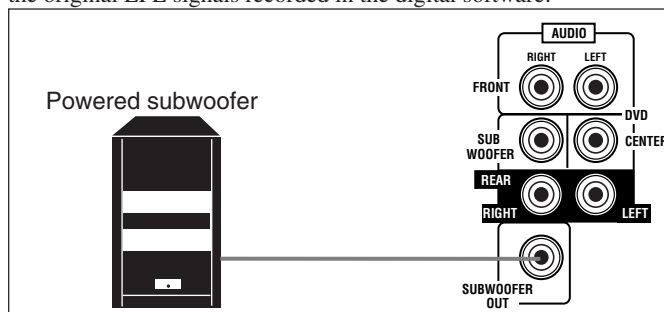 the original LFE signals recorded in the digital software.
AUDIO
RIGHT LEFT
FRONT
Powered subwoofer
DVD
SUB WOOFER
CENTER
REAR
RIGHT LEFT
SUBWOOFER OUT